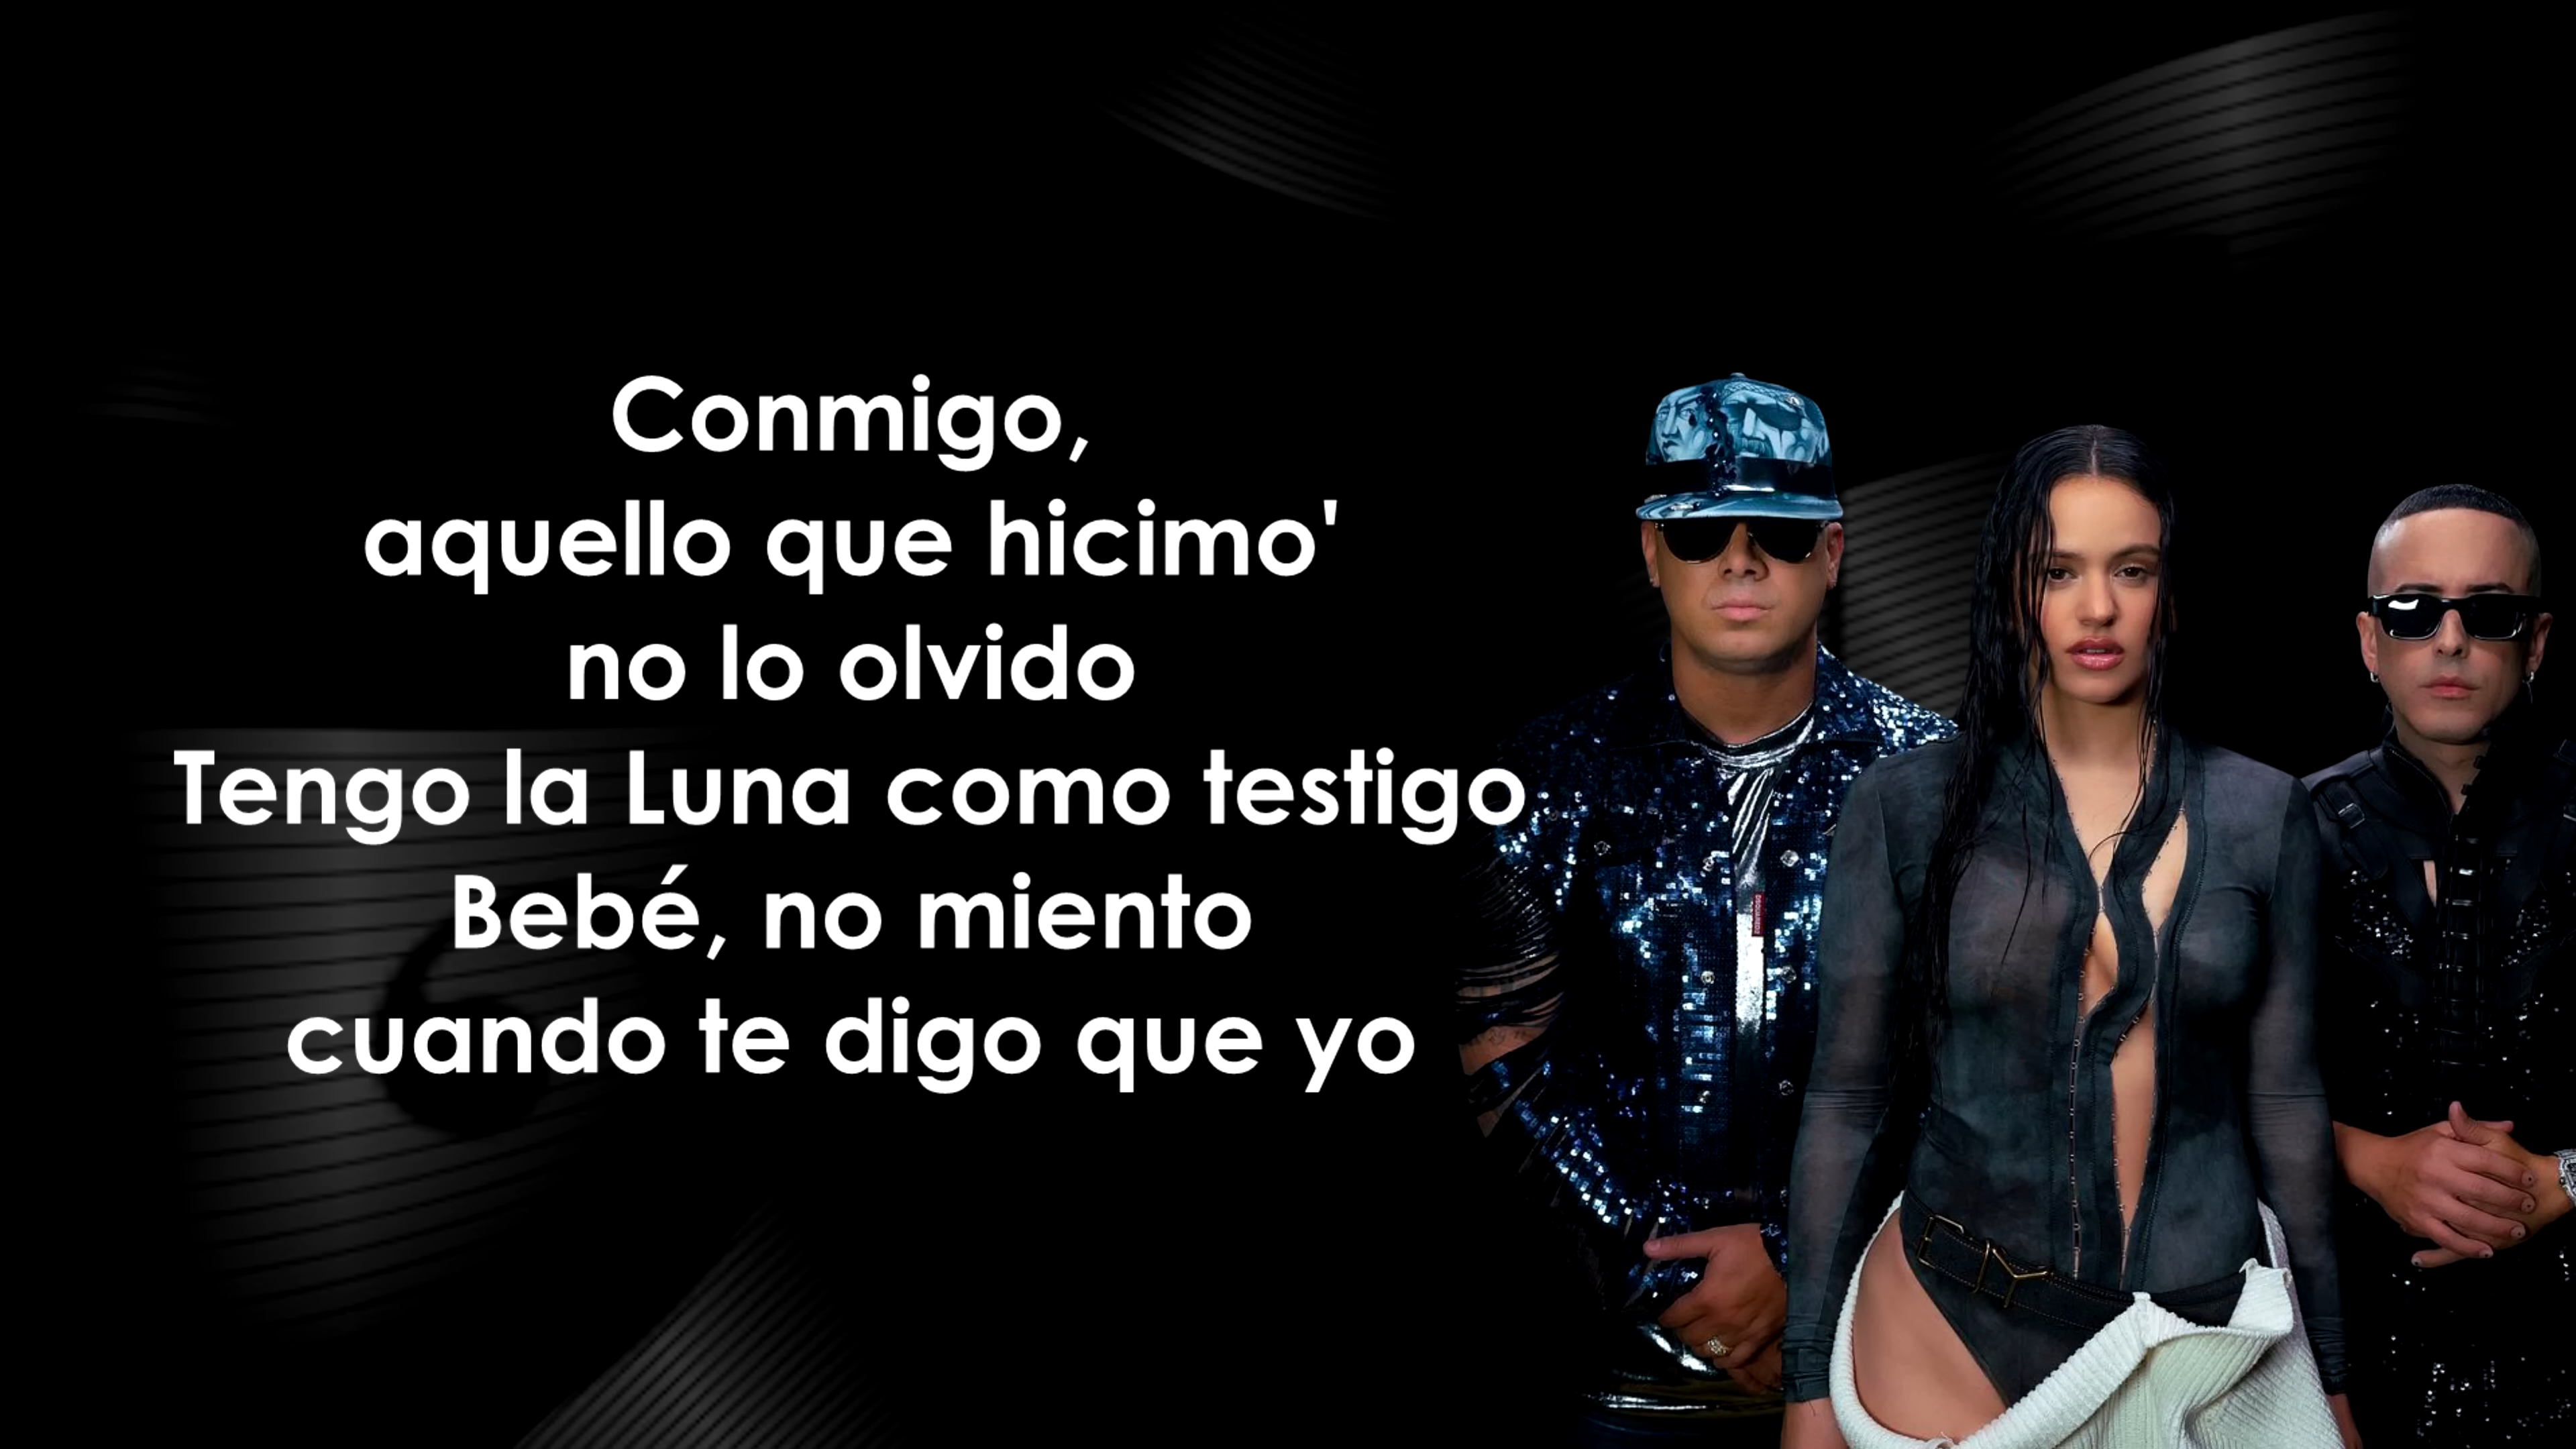 Conmigo,
aquello que hicimo'
no lo olvido
Tengo la Luna como testigo
Bebé, no miento
cuando te digo que yo